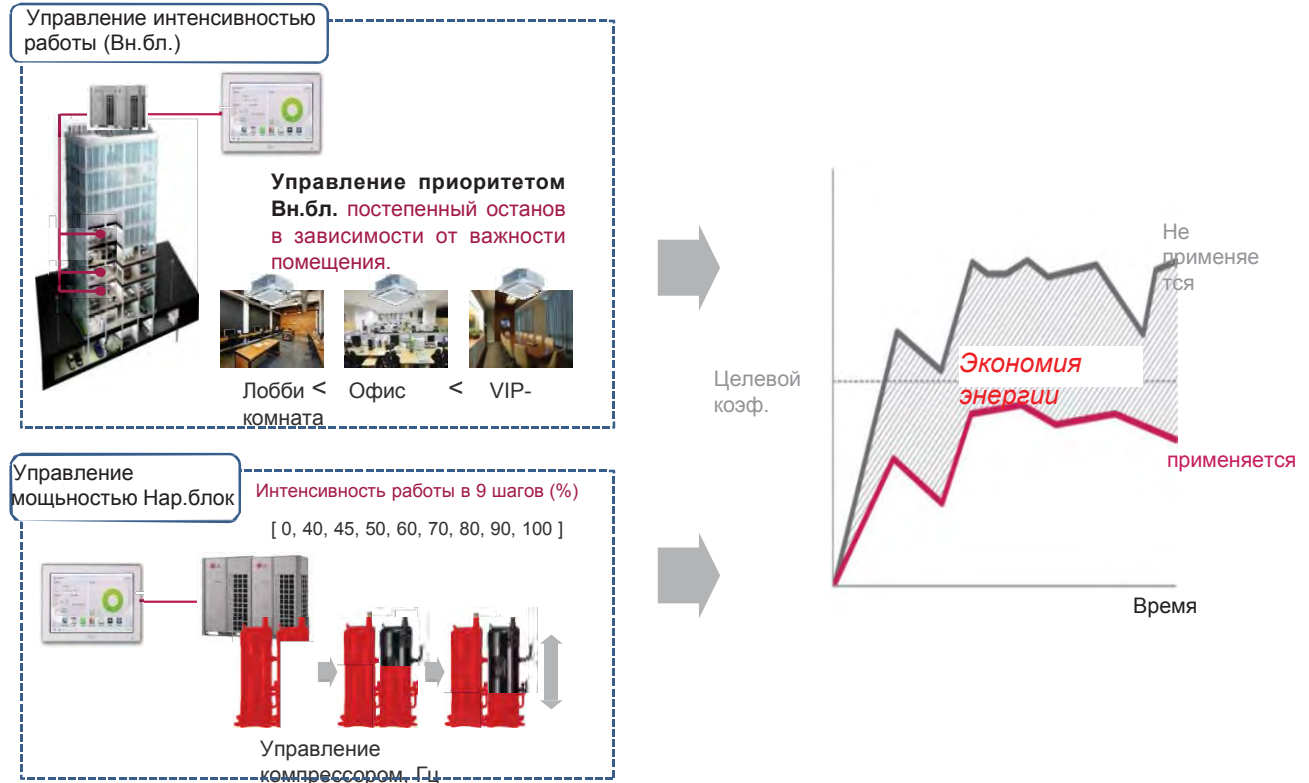 Управление интенсивностью
работы (Вн.бл.)
Управление приоритетом
Вн.бл. постепенный останов
в зависимости от важности
помещения.
Лобби < Офис < VIP-
комната
Управление
мощьностью Нар.блок
Интенсивность работы в 9 шагов (%)
[ 0, 40, 45, 50, 60, 70, 80, 90, 100 ]
Управление
компрессором, Гц
Не
применяе
тся
Экономия
энергии
Целевой
коэф.
применяется
Время